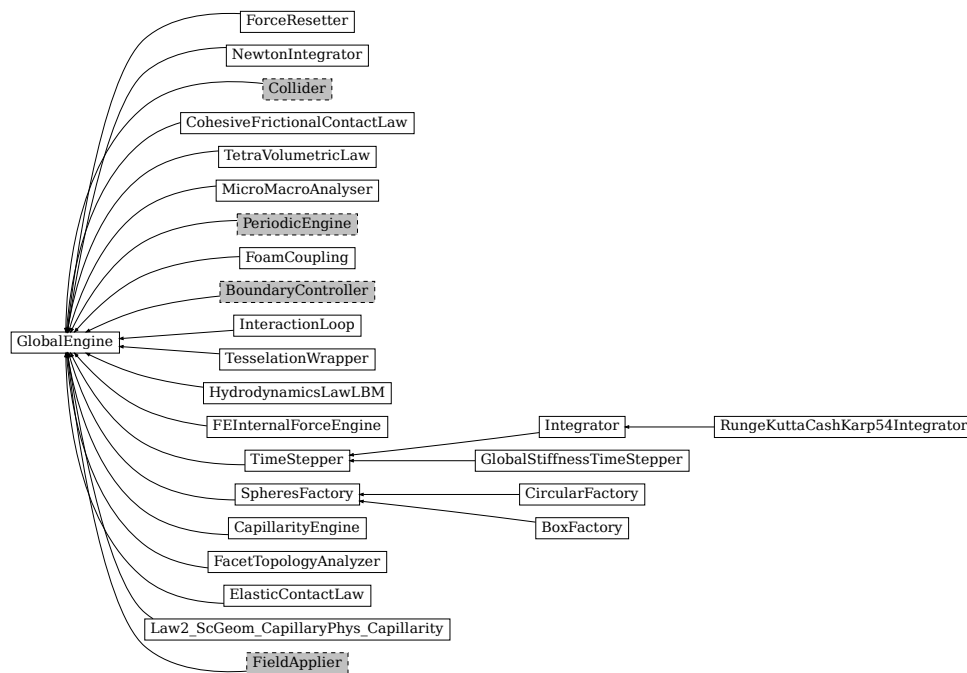 ForceResetter
NewtonIntegrator
Collider
CohesiveFrictionalContactLaw
TetraVolumetricLaw
MicroMacroAnalyser
PeriodicEngine
FoamCoupling
BoundaryController
InteractionLoop
GlobalEngine
TesselationWrapper
HydrodynamicsLawLBM
FEInternalForceEngine
Integrator
RungeKuttaCashKarp54Integrator
TimeStepper
GlobalStiffnessTimeStepper
SpheresFactory
CircularFactory
CapillarityEngine
BoxFactory
FacetTopologyAnalyzer
ElasticContactLaw
Law2_ScGeom_CapillaryPhys_Capillarity
FieldApplier